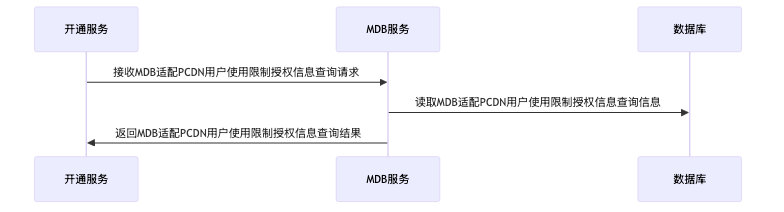 开通服务
MDB服务
数据库
接收MDB适配PCDN用户使用限制授权信息查询请求
读取MDB适配PCDN用户使用限制授权信息查询信息
返回MDB适配PCDN用户使用限制授权信息查询结果
开通服务
MDB服务
数据库